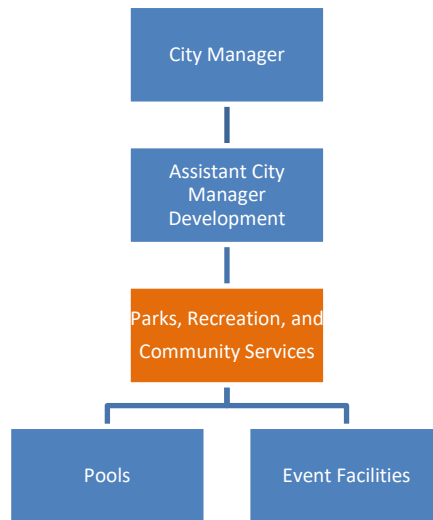 City Manager
Assistant City
Manager
Development
Parks, Recreation, and
Community Services
Pools
Event Facilities